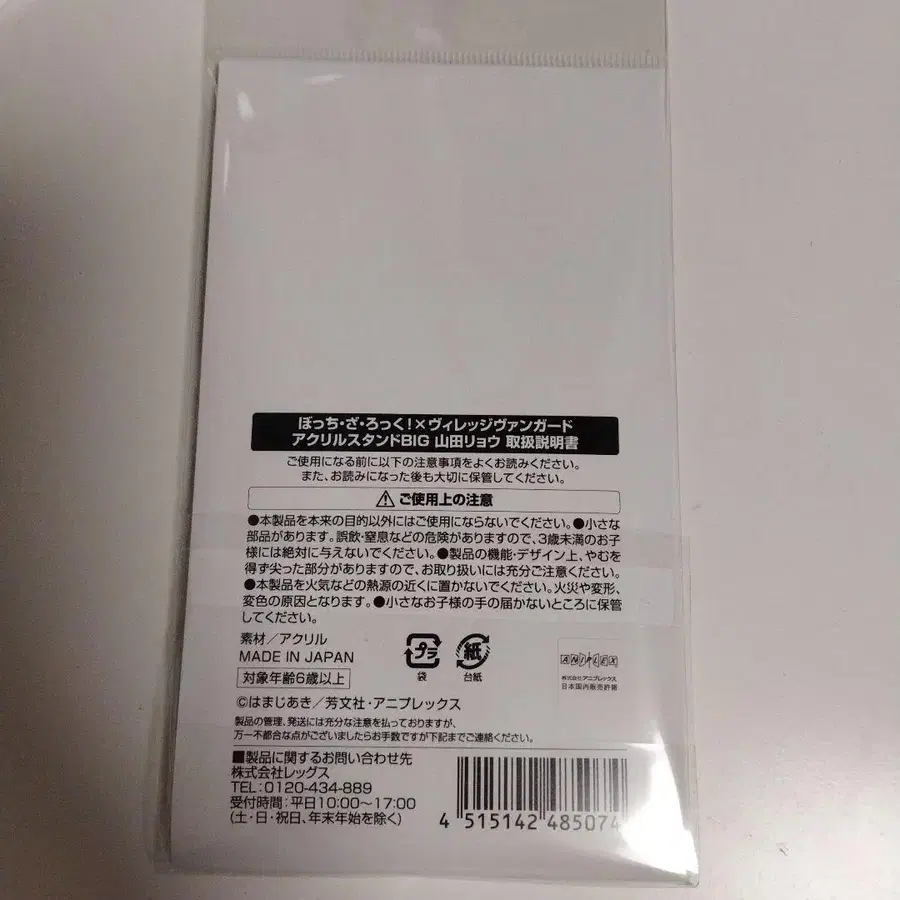 ぼっち・ざ・ろっく!×ヴィレッジヴァンガード
アクリルスタンドBIG 山田リョウ 取扱説明書
ご使用になる前に以下の注意事項をよくお読みください。
また、お読みになった後も大切に保管してください。
ご使用上の注意
●本製品を本来の目的以外にはご使用にならないでください。●小さな
部品があります。誤飲・窒息などの危険がありますので、3歳未満のお子
様には絶対に与えないでください。●製品の機能・デザイン上、やむを
得ず尖った部分がありますので、お取り扱いには充分ご注意ください。
●本製品を火気などの熱源の近くに置かないでください。火災や変形、
変色の原因となります。●小さなお子様の手の届かないところに保管
してください。
素材/アクリル
MADE IN JAPAN
対象年齢6歳以上
プラ
袋
紙
台紙
ANIPLEX
株式会社アニプレックス
日本国内販売許諾
©はまじあき/芳文社・アニプレックス
製品の管理、発送には充分な注意を払っておりますが、
万一不都合な点がございましたらお手数ですが下記までご連絡ください。
■製品に関するお問い合わせ先
株式会社レッグス
TEL:0120-434-889
受付時間:平日10:00〜17:00
(土・日・祝日、年末年始を除く)
4 515142 485074